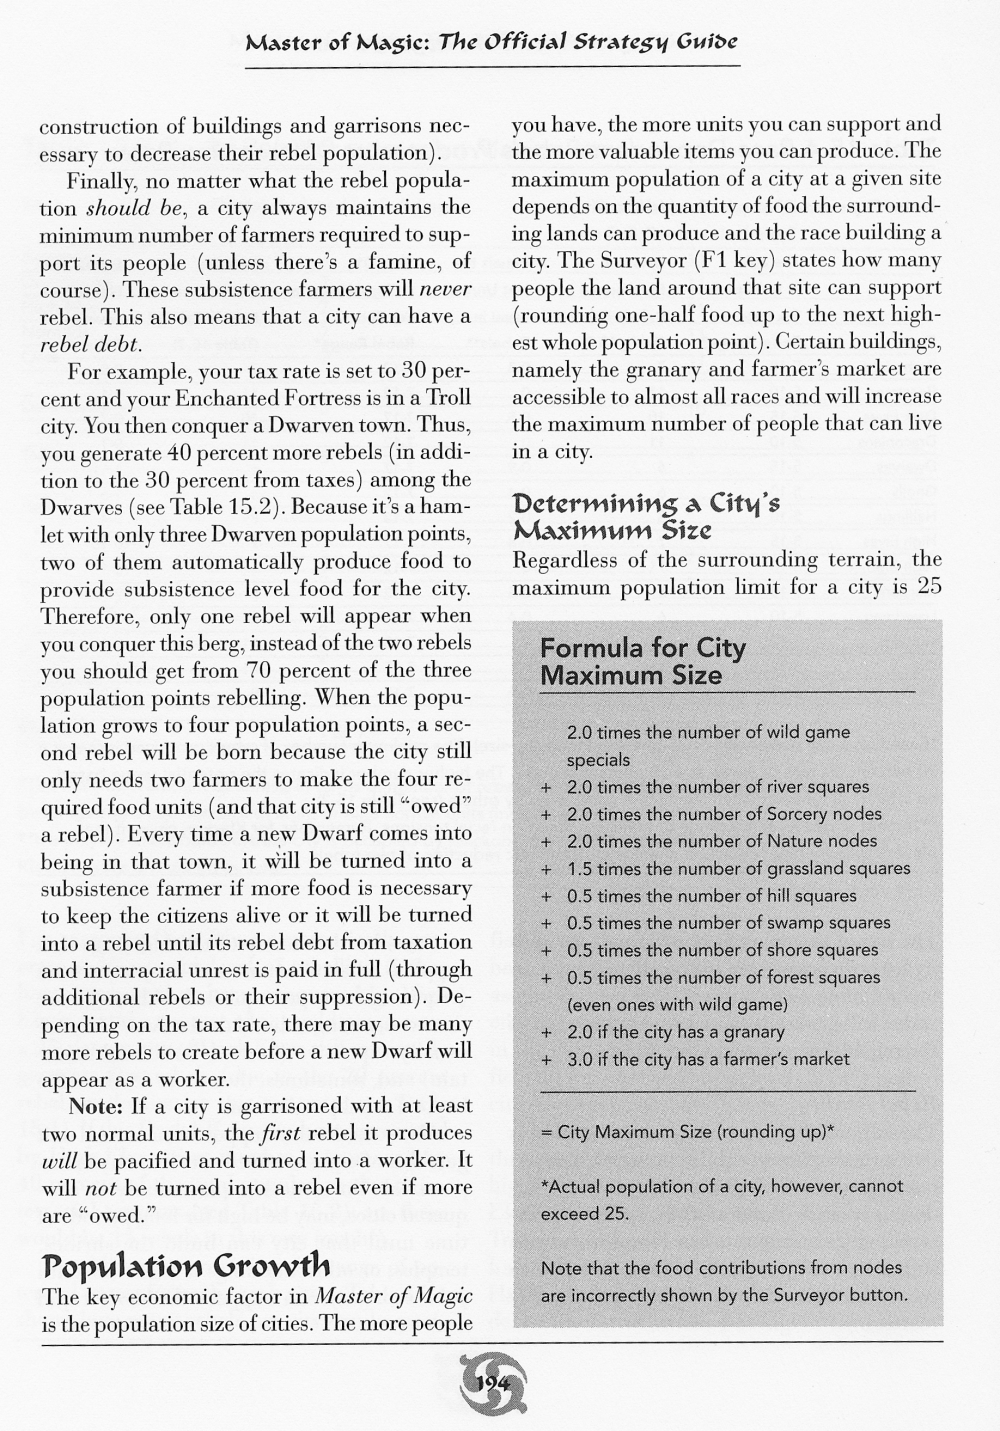 Master of Magic: The Official Strategy Guide
construction of buildings and garrisons nec-
essary to decrease their rebel population).
Finally, no matter what the rebel popula-
tion should be, a city always maintains the
minimum number of farmers required to sup-
port its people (unless there's a famine, of
course). These subsistence farmers will never
rebel. This also means that a city can have a
rebel debt.
For example, your tax rate is set to 30 per-
cent and your Enchanted Fortress is in a Troll
city. You then conquer a Dwarven town. Thus,
you generate 40 percent more rebels (in addi-
tion to the 30 percent from taxes) among the
Dwarves (see Table 15.2). Because it's a ham-
let with only three Dwarven population points,
two of them automatically produce food to
provide subsistence level food for the city.
Therefore, only one rebel will appear when
you conquer this berg, instead of the two rebels
you should get from 70 percent of the three
population points rebelling. When the popu-
lation grows to four population points, a sec-
ond rebel will be born because the city still
only needs two farmers to make the four re-
quired food units (and that city is still “owed”
a rebel). Every time a new Dwarf comes into
being in that town, it will be turned into a
subsistence farmer if more food is necessary
to keep the citizens alive or it will be turned
into a rebel until its rebel debt from taxation
and interracial unrest is paid in full (through
additional rebels or their suppression). De-
pending on the tax rate, there may be many
more rebels to create before a new Dwarf will
appear as a worker.
Note: If a city is garrisoned with at least
two normal units, the first rebel it produces
will be pacified and turned into a worker. It
will not be turned into a rebel even if more
are “owed.”
Population Growth
The key economic factor in Master of Magic
is the population size of cities. The more people
you have, the more units you can support and
the more valuable items you can produce. The
maximum population of a city at a given site
depends on the quantity of food the surround-
ing lands can produce and the race building a
city. The Surveyor (F1 key) states how many
people the land around that site can support
(rounding one-half food up to the next high-
est whole population point). Certain buildings,
namely the granary and farmer's market are
accessible to almost all races and will increase
the maximum number of people that can live
in a city.
Determining a City's
Maximum Size
Regardless of the surrounding terrain, the
maximum population limit for a city is 25
Formula for City
Maximum Size
2.0 times the number of wild game
specials
+ 2.0 times the number of river squares
+ 2.0 times the number of Sorcery nodes
+ 2.0 times the number of Nature nodes
+ 1.5 times the number of grassland squares
+ 0.5 times the number of hill squares
+ 0.5 times the number of swamp squares
+ 0.5 times the number of shore squares
+ 0.5 times the number of forest squares
(even ones with wild game)
+ 2.0 if the city has a granary
+ 3.0 if the city has a farmer's market
= City Maximum Size (rounding up)*
*Actual population of a city, however, cannot
exceed 25.
Note that the food contributions from nodes
are incorrectly shown by the Surveyor button.
194